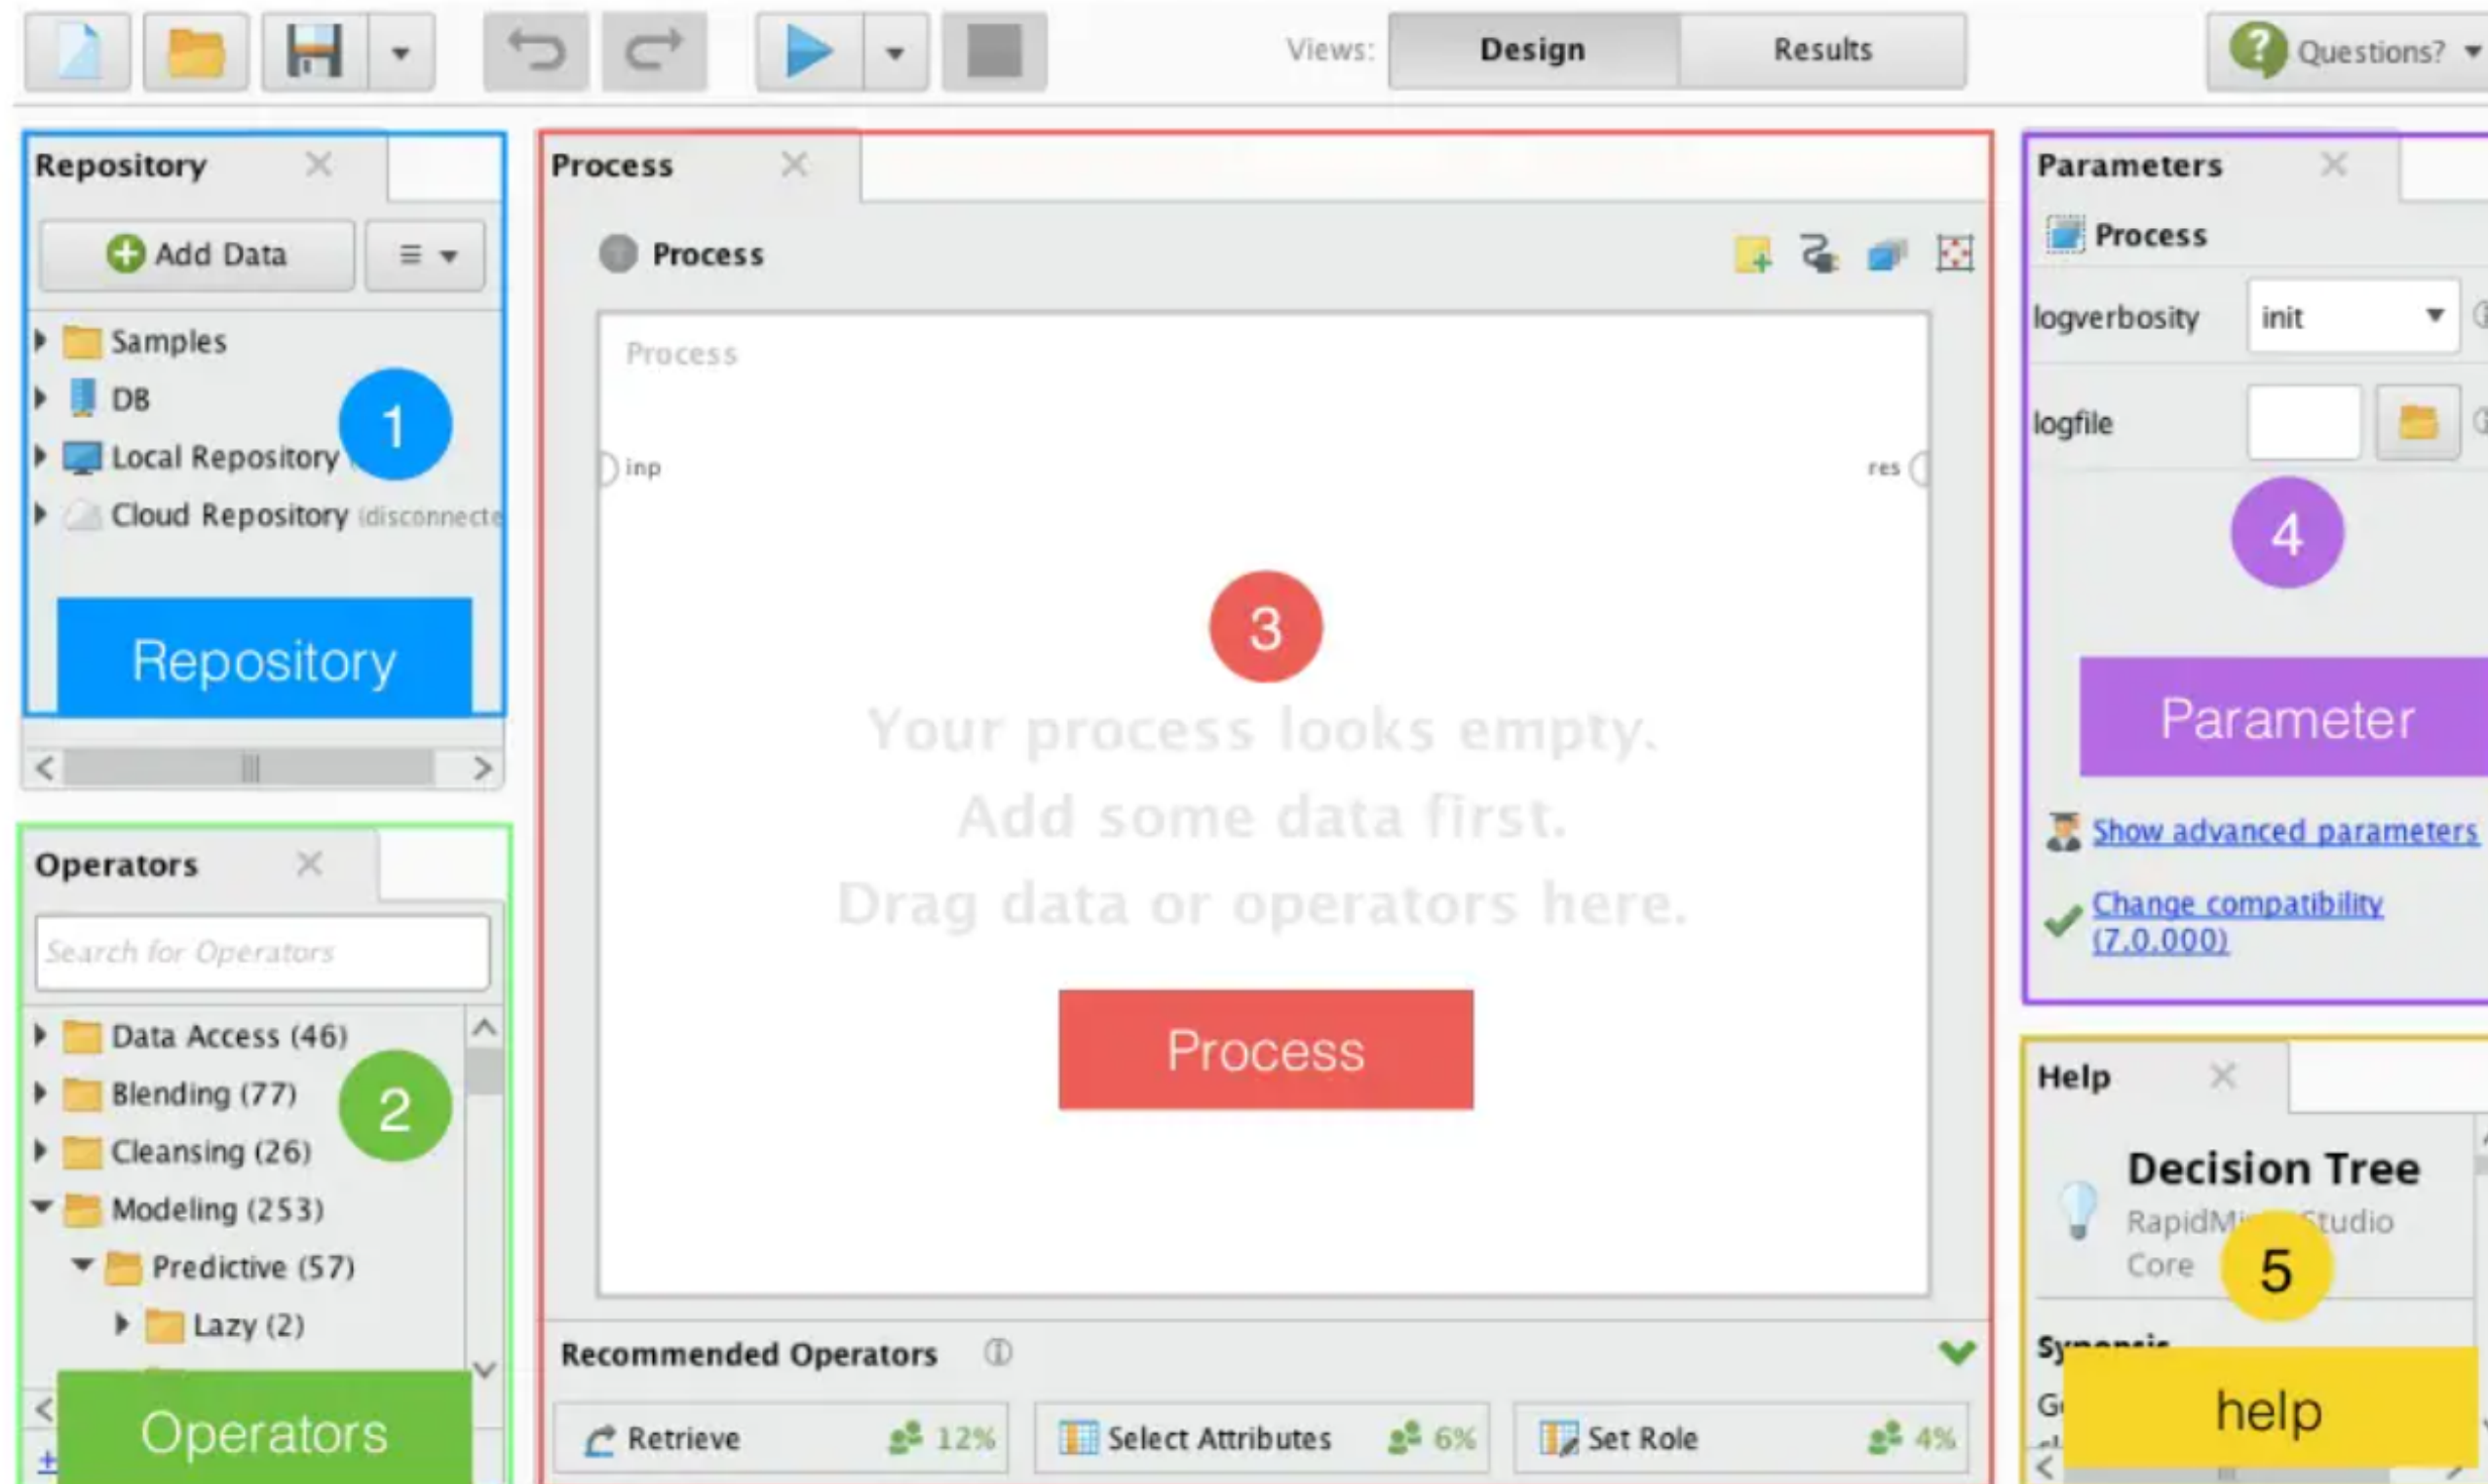 Views:
Design
Results
Questions?
Repository
Add Data
Samples
DB
Local Repository
Cloud Repository (disconnecte
1
Repository
Operators
Search for Operators
Data Access (46)
Blending (77)
Cleansing (26)
Modeling (253)
Predictive (57)
Lazy (2)
2
Operators
Process
Process
Process
inp
res
3
Your process looks empty.
Add some data first.
Drag data or operators here.
Process
Recommended Operators
Retrieve 12%
Select Attributes 6%
Set Role 4%
Parameters
Process
logverbosity init
logfile
4
Parameter
Show advanced parameters
Change compatibility
(7.0.000)
Help
Decision Tree
Studio
Core
5
help